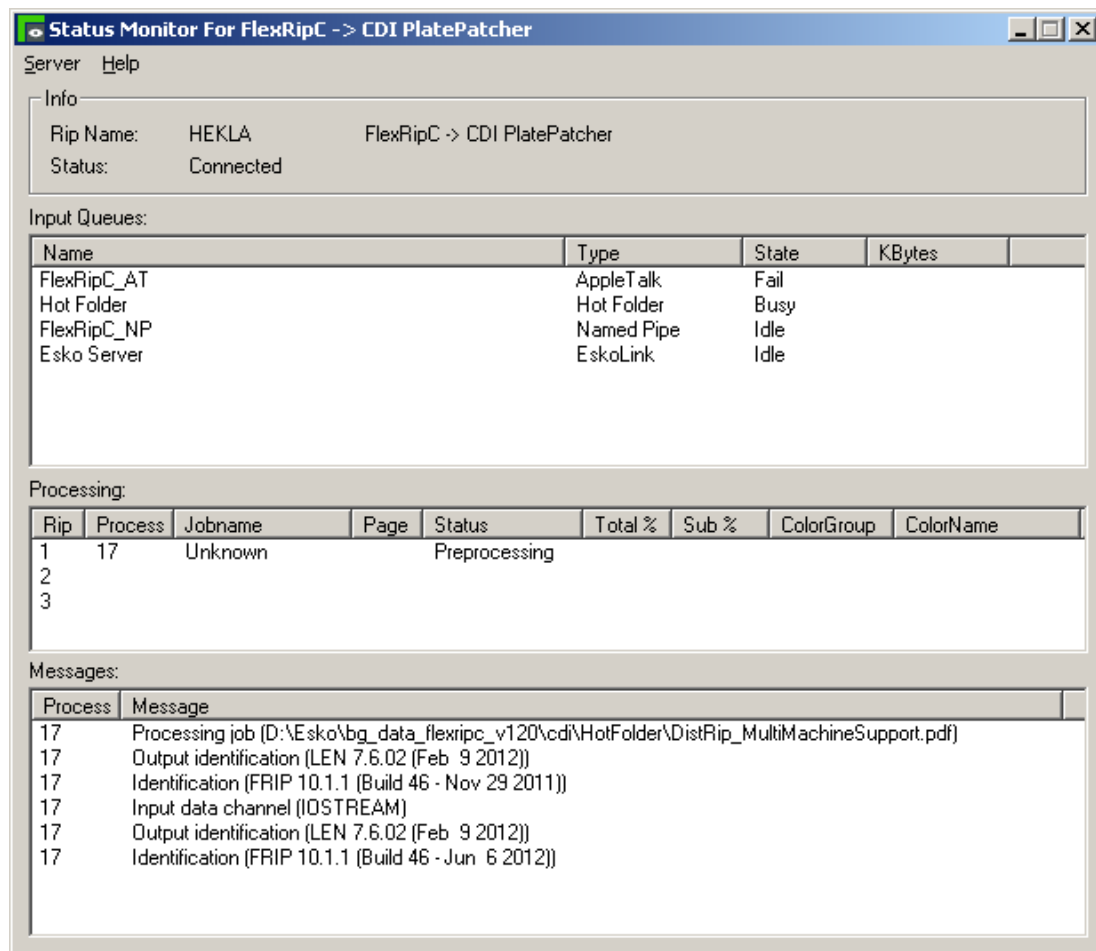 Status Monitor For FlexRipC -> CDI PlatePatcher
Server Help
Info
Rip Name: HEKLA FlexRipC -> CDI PlatePatcher
Status: Connected
Input Queues:
Name Type State KBytes
FlexRipC_AT AppleTalk Fail
Hot Folder Hot Folder Busy
FlexRipC_NP Named Pipe Idle
Esko Server EskoLink Idle
Processing:
Rip Process Jobname Page Status Total % Sub % ColorGroup ColorName
1 17 Unknown Preprocessing
2
3
Messages:
Process Message
17 Processing job (D:\Esko\bg_data_flexripc_v120\cdi\HotFolder\DistRip_MultiMachineSupport.pdf)
17 Output identification (LEN 7.6.02 (Feb  9 2012))
17 Identification (FRIP 10.1.1 (Build 46 - Nov 29 2011))
17 Input data channel (IOSTREAM)
17 Output identification (LEN 7.6.02 (Feb  9 2012))
17 Identification (FRIP 10.1.1 (Build 46 - Jun  6 2012))